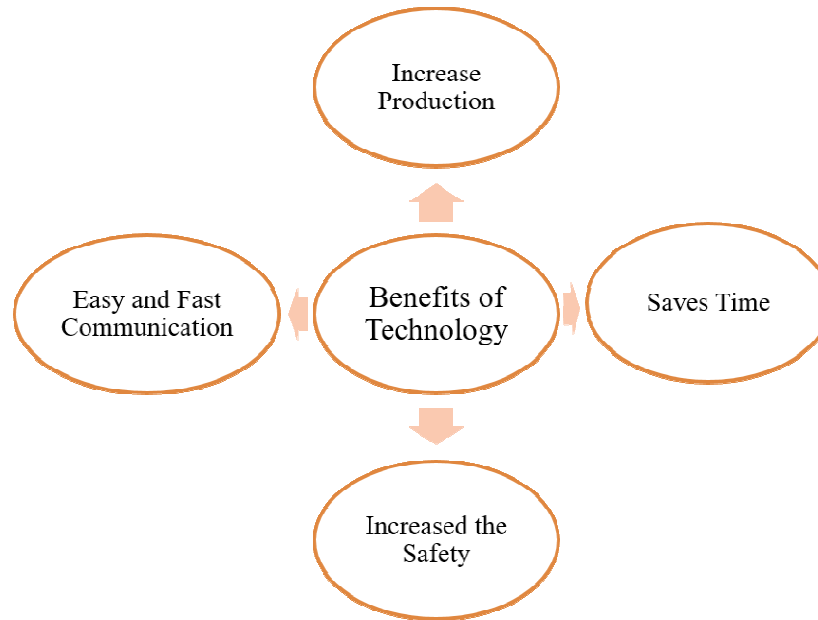 Increase
Production
Easy and Fast
Communication
Benefits of
Technology
Saves Time
Increased the
Safety